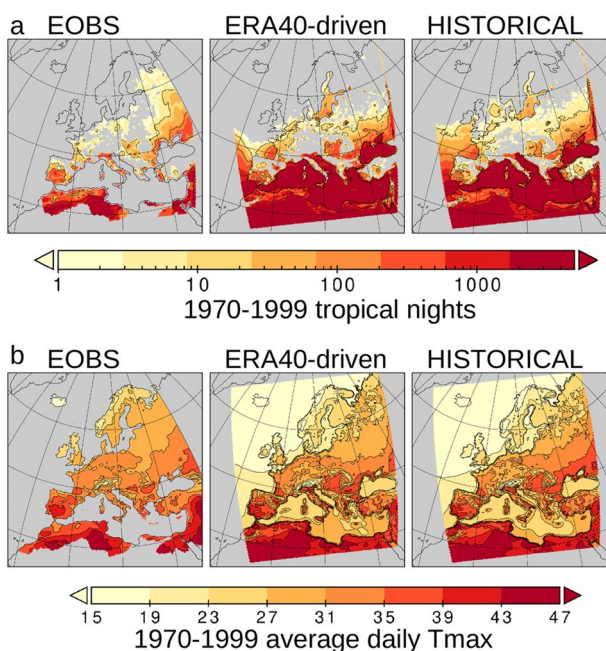 a EOBS ERA40-driven HISTORICAL
1 10 100 1000
1970-1999 tropical nights
b EOBS ERA40-driven HISTORICAL
15 19 23 27 31 35 39 43 47
1970-1999 average daily Tmax